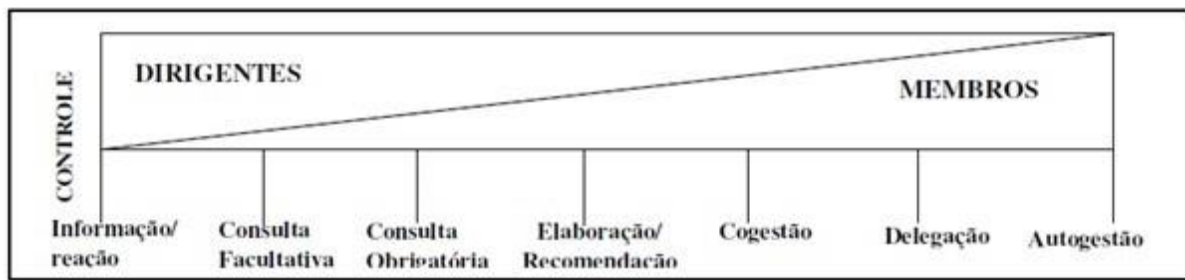 CONTROLE
DIRIGENTES
MEMBROS
Informação/
reação
Consulta
Facultativa
Consulta
Obrigatória
Elaboração/
Recomendação
Cogestão
Delegação
Autogestão